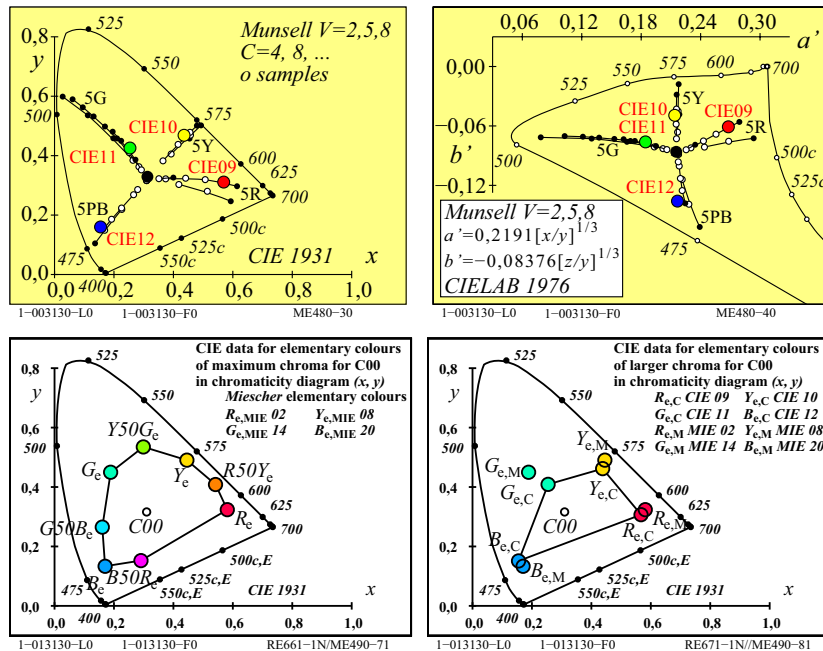 Munsell V=2,5,8
C=4, 8, ...
o samples
0,8
y
0,6
0,4
0,2
0,0
525
550
575
600
625
700
500
5G
CIE10
5Y
CIE11
CIE09
5R
5PB
CIE12
500c
525c
550c
475
400
CIE 1931
x
0,0
0,2
0,4
0,6
0,8
1,0
1-003130-L0
1-003130-F0
ME480-30
0,06
0,12
0,18
0,24
0,30
a’
0,00
−0,06
b’
−0,12
525
550
575
600
700
5Y
CIE10
CIE11
CIE09
5R
5G
500
500c
525c
CIE12
5PB
475
Munsell V=2,5,8
a’=0,2191[x/y]1/3
b’=−0,08376[z/y]1/3
CIELAB 1976
1-003130-L0
1-003130-F0
ME480-40
CIE data for elementary colours
of maximum chroma for C00
in chromaticity diagram (x, y)
Miescher elementary colours
Re,MIE 02 Ye,MIE 08
Ge,MIE 14 Be,MIE 20
0,8
y
0,6
0,4
0,2
0,0
525
550
575
600
625
700
500
Y50Ge
Ge
Ye
R50Ye
Re
G50Be
C00
Be
B50Re
500c,E
525c,E
550c,E
475
400
CIE 1931
x
0,0
0,2
0,4
0,6
0,8
1,0
1-013130-L0
1-013130-F0
RE661-1N/ME490-71
CIE data for elementary colours
of larger chroma for C00
in chromaticity diagram (x, y)
Re,C CIE 09 Ye,C CIE 10
Ge,C CIE 11 Be,C CIE 12
Re,M MIE 02 Ye,M MIE 08
Ge,M MIE 14 Be,M MIE 20
0,8
y
0,6
0,4
0,2
0,0
525
550
575
600
625
700
500
Ye,M
Ge,M
Ye,C
Ge,C
C00
Re,M
Re,C
Be,C
Be,M
500c,E
525c,E
550c,E
475
400
CIE 1931
x
0,0
0,2
0,4
0,6
0,8
1,0
1-013130-L0
1-013130-F0
RE671-1N//ME490-81